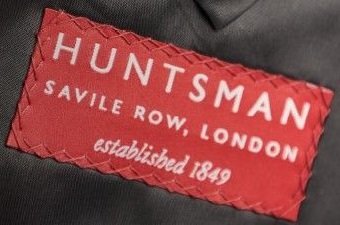 HUNTSMAN
SAVILE ROW, LONDON
established 1849